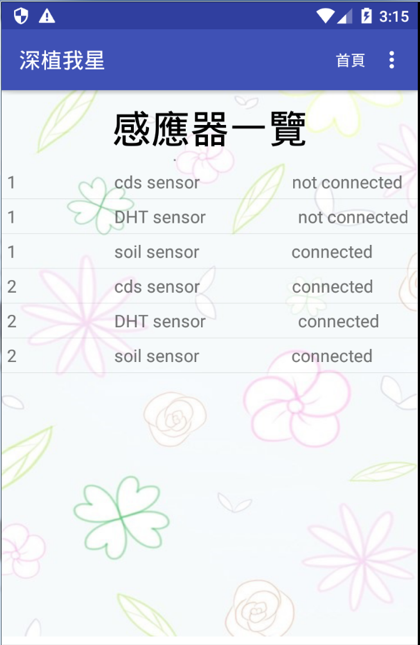 3:15
深植我星 首頁
感應器一覽
1 cds sensor not connected
1 DHT sensor not connected
1 soil sensor connected
2 cds sensor connected
2 DHT sensor connected
2 soil sensor connected